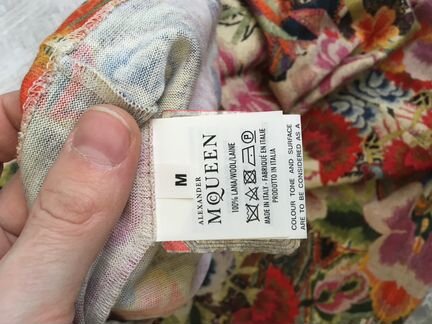 M
ALEXANDER
McQUEEN
100% LANA/WOOL/LAINE
MADE IN ITALY - FABRIQUÉ EN ITALIE
PRODOTTO IN ITALIA
COLOUR TONE AND SURFACE
ARE TO BE CONSIDERED AS A